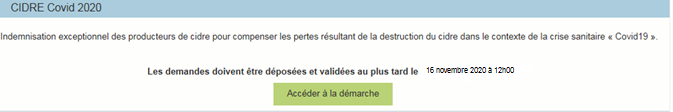 CIDRE Covid 2020
Indemnisation exceptionnel des producteurs de cidre pour compenser les pertes résultant de la destruction du cidre dans le contexte de la crise sanitaire « Covid19 ».
Les demandes doivent être déposées et validées au plus tard le 16 novembre 2020 à 12h00
Accéder à la démarche